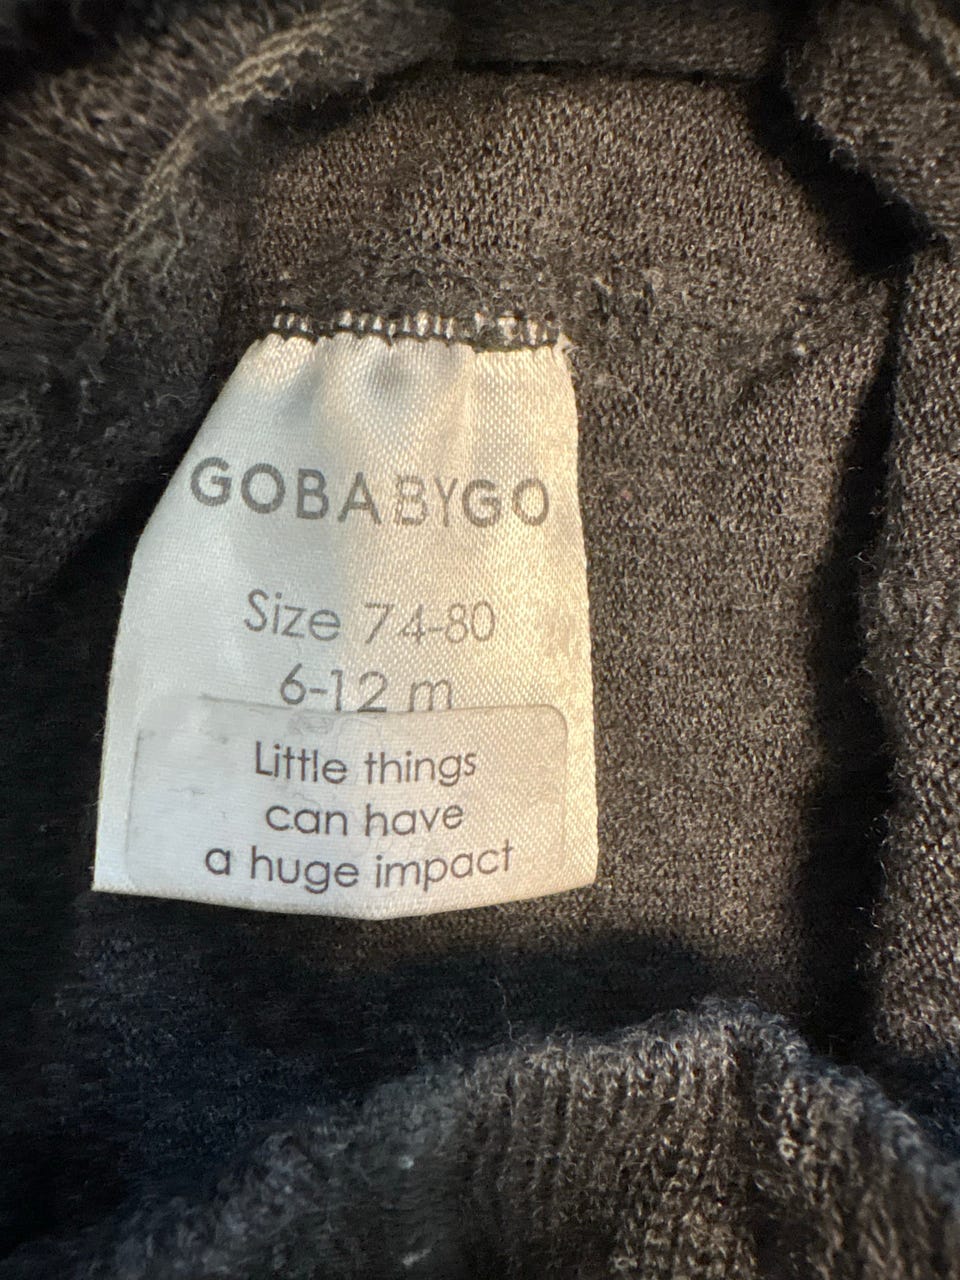 GOBABYGO
Size 74-80
6-12 m
Little things
can have
a huge impact